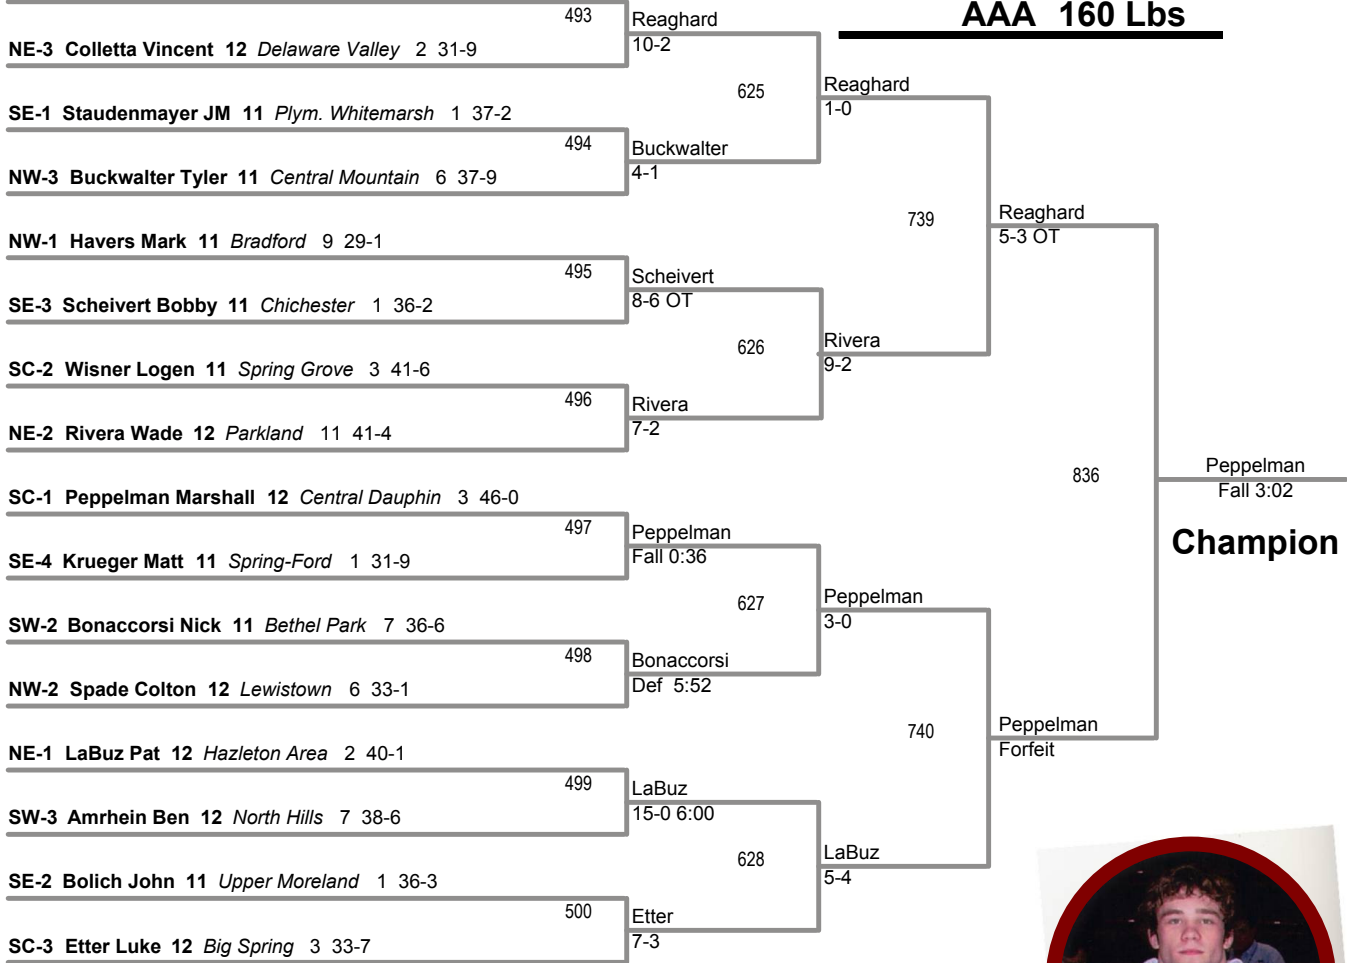 AAA 160 Lbs
493
Reaghard
10-2
NE-3 Colletta Vincent 12 Delaware Valley 2 31-9
625
Reaghard
1-0
SE-1 Staudenmayer JM 11 Plym. Whitemarsh 1 37-2
494
Buckwalter
4-1
NW-3 Buckwalter Tyler 11 Central Mountain 6 37-9
739
Reaghard
5-3 OT
NW-1 Havers Mark 11 Bradford 9 29-1
495
Scheivert
8-6 OT
SE-3 Scheivert Bobby 11 Chichester 1 36-2
626
Rivera
9-2
SC-2 Wisner Logen 11 Spring Grove 3 41-6
496
Rivera
7-2
NE-2 Rivera Wade 12 Parkland 11 41-4
836
Peppelman
Fall 3:02
Champion
SC-1 Peppelman Marshall 12 Central Dauphin 3 46-0
497
Peppelman
Fall 0:36
SE-4 Krueger Matt 11 Spring-Ford 1 31-9
627
Peppelman
3-0
SW-2 Bonaccorsi Nick 11 Bethel Park 7 36-6
498
Bonaccorsi
Def 5:52
NW-2 Spade Colton 12 Lewistown 6 33-1
740
Peppelman
Forfeit
NE-1 LaBuz Pat 12 Hazleton Area 2 40-1
499
LaBuz
15-0 6:00
SW-3 Amrhein Ben 12 North Hills 7 38-6
628
LaBuz
5-4
SE-2 Bolich John 11 Upper Moreland 1 36-3
500
Etter
7-3
SC-3 Etter Luke 12 Big Spring 3 33-7